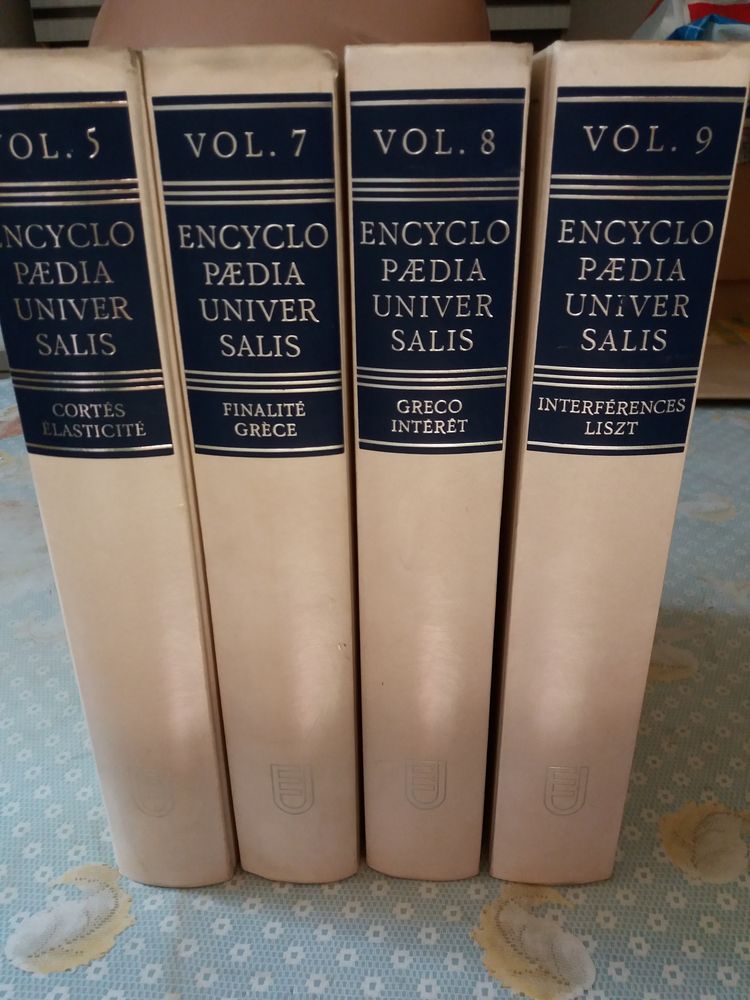 VOL. 5
ENCYCLO
PÆDIA
UNIVER
SALIS
CORTÉS
ÉLASTICITÉ
VOL. 7
ENCYCLO
PÆDIA
UNIVER
SALIS
FINALITÉ
GRÈCE
VOL. 8
ENCYCLO
PÆDIA
UNIVER
SALIS
GRECO
INTÉRÊT
VOL. 9
ENCYCLO
PÆDIA
UNIVER
SALIS
INTERFÉRENCES
LISZT